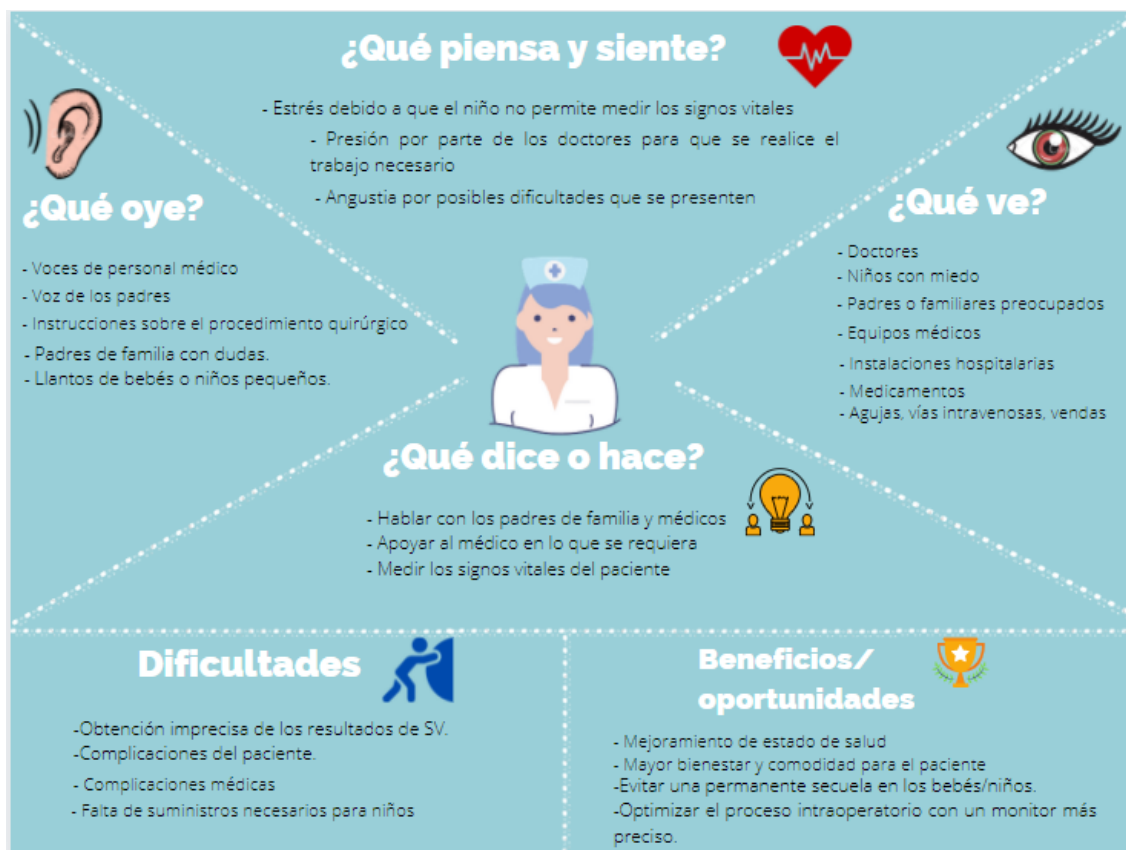 ¿Qué piensa y siente?
- Estrés debido a que el niño no permite medir los signos vitales
- Presión por parte de los doctores para que se realice el
trabajo necesario
- Angustia por posibles dificultades que se presenten
¿Qué oye?
- Voces de personal médico
- Voz de los padres
- Instrucciones sobre el procedimiento quirúrgico
- Padres de familia con dudas.
- Llantos de bebés o niños pequeños.
¿Qué ve?
- Doctores
- Niños con miedo
- Padres o familiares preocupados
- Equipos médicos
- Instalaciones hospitalarias
- Medicamentos
- Agujas, vías intravenosas, vendas
¿Qué dice o hace?
- Hablar con los padres de familia y médicos
- Apoyar al médico en lo que se requiera
- Medir los signos vitales del paciente
Dificultades
-Obtención imprecisa de los resultados de SV.
-Complicaciones del paciente.
- Complicaciones médicas
- Falta de suministros necesarios para niños
Beneficios/
oportunidades
- Mejoramiento de estado de salud
- Mayor bienestar y comodidad para el paciente
-Evitar una permanente secuela en los bebés/niños.
-Optimizar el proceso intraoperatorio con un monitor más
preciso.